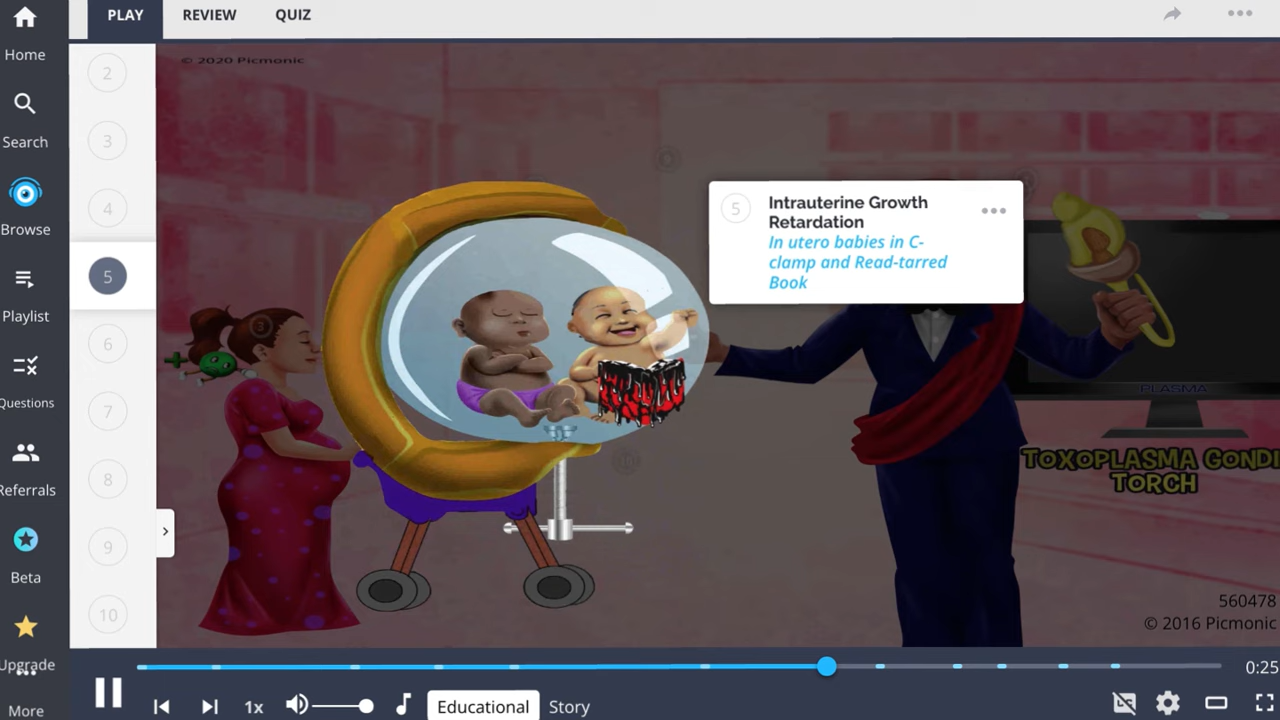 PLAY
REVIEW
QUIZ
Home
Search
Browse
Playlist
Questions
Referrals
Beta
Upgrade
More
2
3
4
5
6
7
8
9
10
© 2020 Picmonic
5
Intrauterine Growth
Retardation
In utero babies in C-
clamp and Read-tarred
Book
3
PLASMA
TOXOPLASMA GONDI
TORCH
560478
© 2016 Picmonic
0:25
1x
Educational
Story